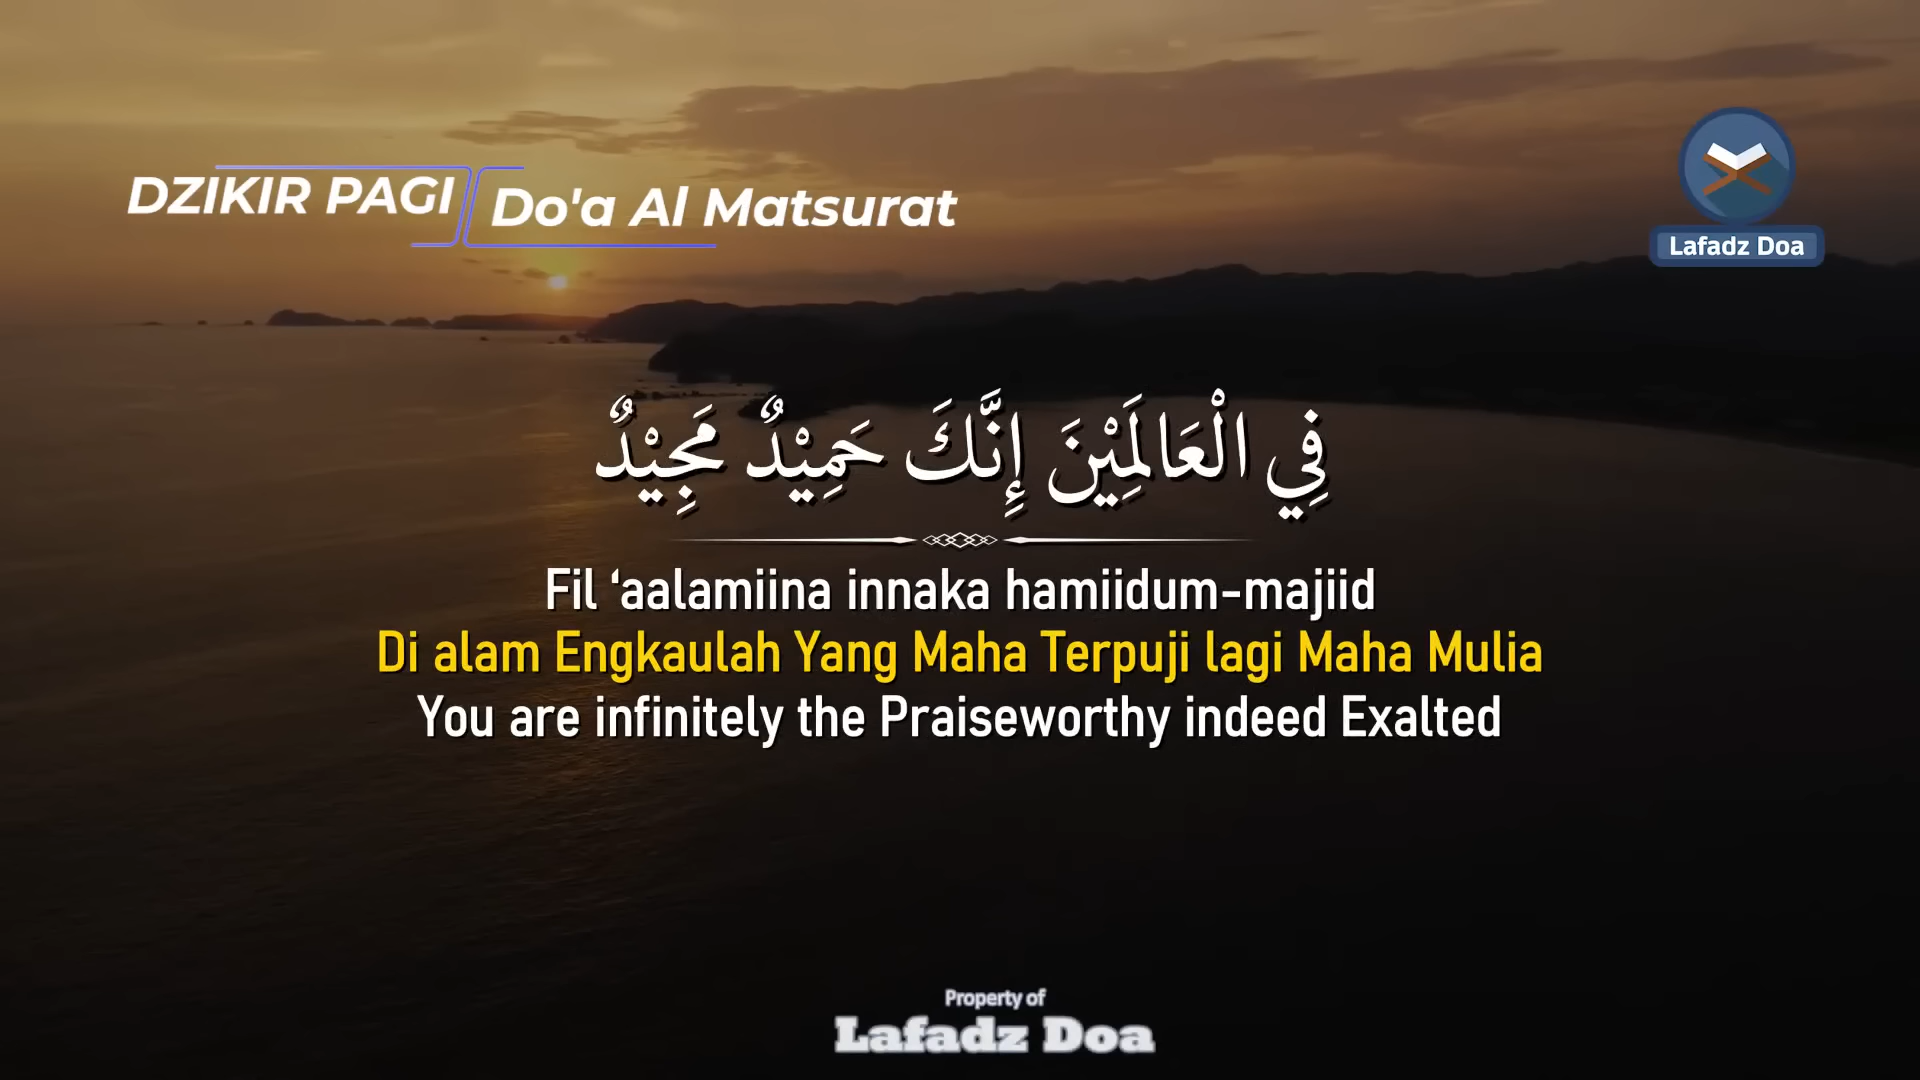 DZIKIR PAGI
Do'a Al Matsurat
Lafadz Doa
فِي الْعَالَمِيْنَ إِنَّكَ حَمِيْدٌ مَجِيْدٌ
Fil ‘aalamiina innaka hamiidum-majiid
Di alam Engkaulah Yang Maha Terpuji lagi Maha Mulia
You are infinitely the Praiseworthy indeed Exalted
Property of
Lafadz Doa